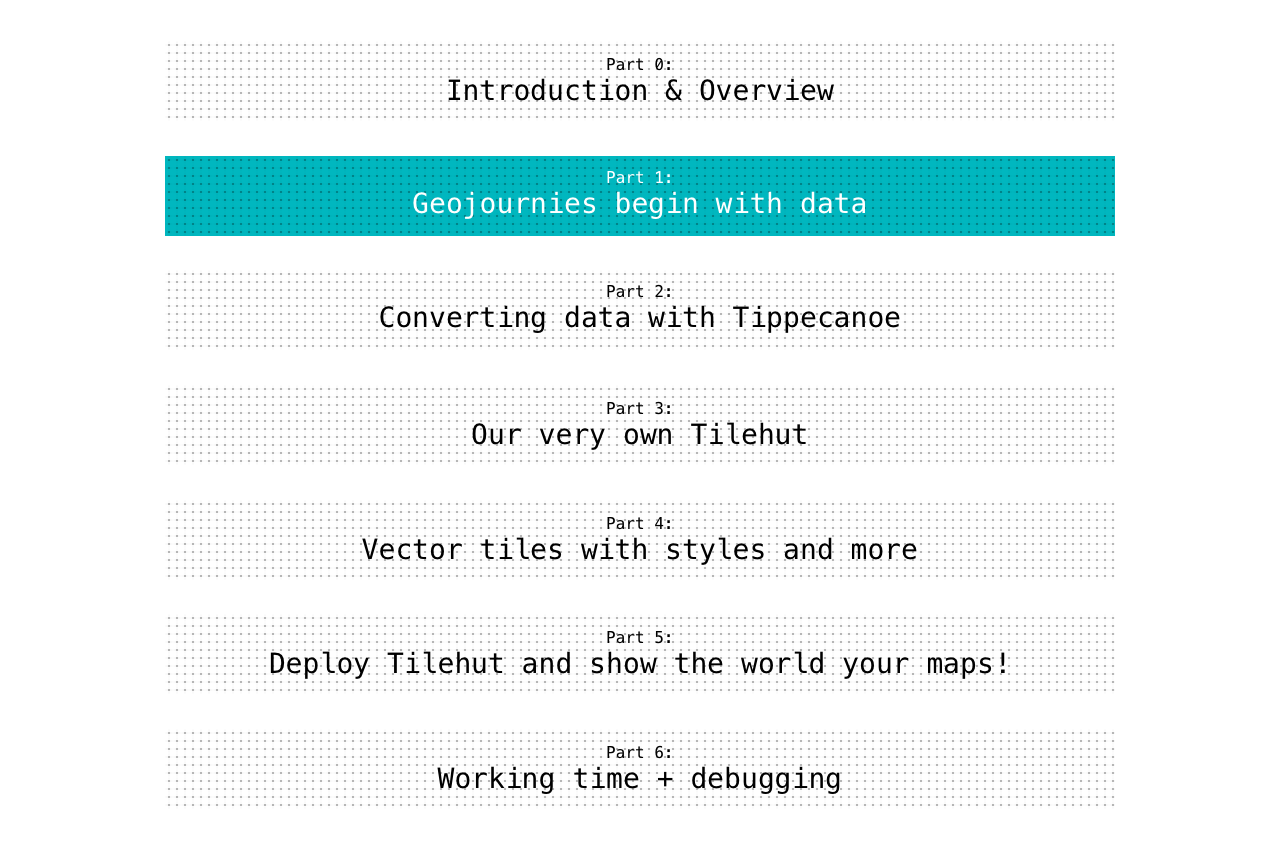 Part 0:
Introduction & Overview
Part 1:
Geojournies begin with data
Part 2:
Converting data with Tippecanoe
Part 3:
Our very own Tilehut
Part 4:
Vector tiles with styles and more
Part 5:
Deploy Tilehut and show the world your maps!
Part 6:
Working time + debugging